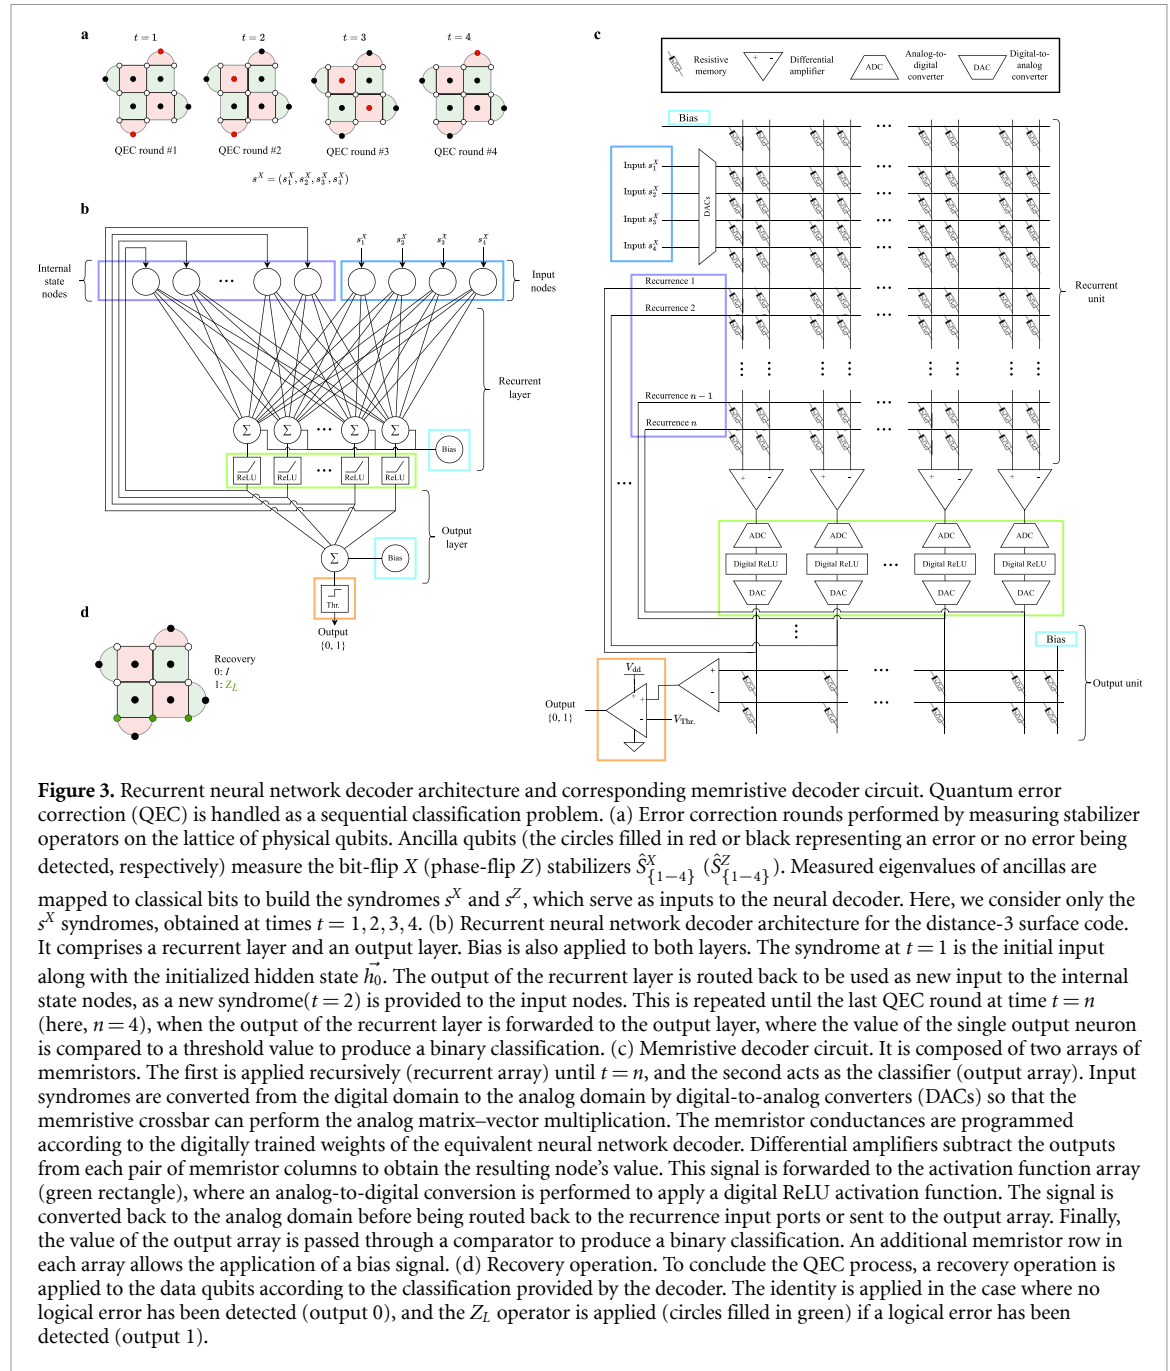 a
t = 1
t = 2
t = 3
t = 4
QEC round #1
QEC round #2
QEC round #3
QEC round #4
s^X = (s_1^X, s_2^X, s_3^X, s_4^X)
b
Internal
state
nodes
s_1^X
s_2^X
s_3^X
s_4^X
Input
nodes
Recurrent
layer
Σ
Σ
Σ
Σ
Bias
ReLU
ReLU
ReLU
ReLU
Output
layer
Σ
Bias
Thr.
Output
{0, 1}
d
Recovery
0: I
1: Z_L
c
Resistive
memory
+ -
Differential
amplifier
ADC
Analog-to-
digital
converter
DAC
Digital-to-
analog
converter
Bias
Input s_1^X
Input s_2^X
Input s_3^X
Input s_4^X
DACs
Recurrence 1
Recurrence 2
Recurrence n − 1
Recurrence n
Recurrent
unit
+ -
+ -
+ -
+ -
ADC
ADC
ADC
ADC
Digital ReLU
Digital ReLU
Digital ReLU
Digital ReLU
DAC
DAC
DAC
DAC
Bias
V_dd
+
+
-
+
-
V_Thr.
Output
{0, 1}
Output unit
Figure 3. Recurrent neural network decoder architecture and corresponding memristive decoder circuit. Quantum error
correction (QEC) is handled as a sequential classification problem. (a) Error correction rounds performed by measuring stabilizer
operators on the lattice of physical qubits. Ancilla qubits (the circles filled in red or black representing an error or no error being
detected, respectively) measure the bit-flip X (phase-flip Z) stabilizers Ŝ^X_{1−4} (Ŝ^Z_{1−4}). Measured eigenvalues of ancillas are
mapped to classical bits to build the syndromes s^X and s^Z, which serve as inputs to the neural decoder. Here, we consider only the
s^X syndromes, obtained at times t = 1, 2, 3, 4. (b) Recurrent neural network decoder architecture for the distance-3 surface code.
It comprises a recurrent layer and an output layer. Bias is also applied to both layers. The syndrome at t = 1 is the initial input
along with the initialized hidden state h⃗_0. The output of the recurrent layer is routed back to be used as new input to the internal
state nodes, as a new syndrome(t = 2) is provided to the input nodes. This is repeated until the last QEC round at time t = n
(here, n = 4), when the output of the recurrent layer is forwarded to the output layer, where the value of the single output neuron
is compared to a threshold value to produce a binary classification. (c) Memristive decoder circuit. It is composed of two arrays of
memristors. The first is applied recursively (recurrent array) until t = n, and the second acts as the classifier (output array). Input
syndromes are converted from the digital domain to the analog domain by digital-to-analog converters (DACs) so that the
memristive crossbar can perform the analog matrix–vector multiplication. The memristor conductances are programmed
according to the digitally trained weights of the equivalent neural network decoder. Differential amplifiers subtract the outputs
from each pair of memristor columns to obtain the resulting node's value. This signal is forwarded to the activation function array
(green rectangle), where an analog-to-digital conversion is performed to apply a digital ReLU activation function. The signal is
converted back to the analog domain before being routed back to the recurrence input ports or sent to the output array. Finally,
the value of the output array is passed through a comparator to produce a binary classification. An additional memristor row in
each array allows the application of a bias signal. (d) Recovery operation. To conclude the QEC process, a recovery operation is
applied to the data qubits according to the classification provided by the decoder. The identity is applied in the case where no
logical error has been detected (output 0), and the Z_L operator is applied (circles filled in green) if a logical error has been
detected (output 1).